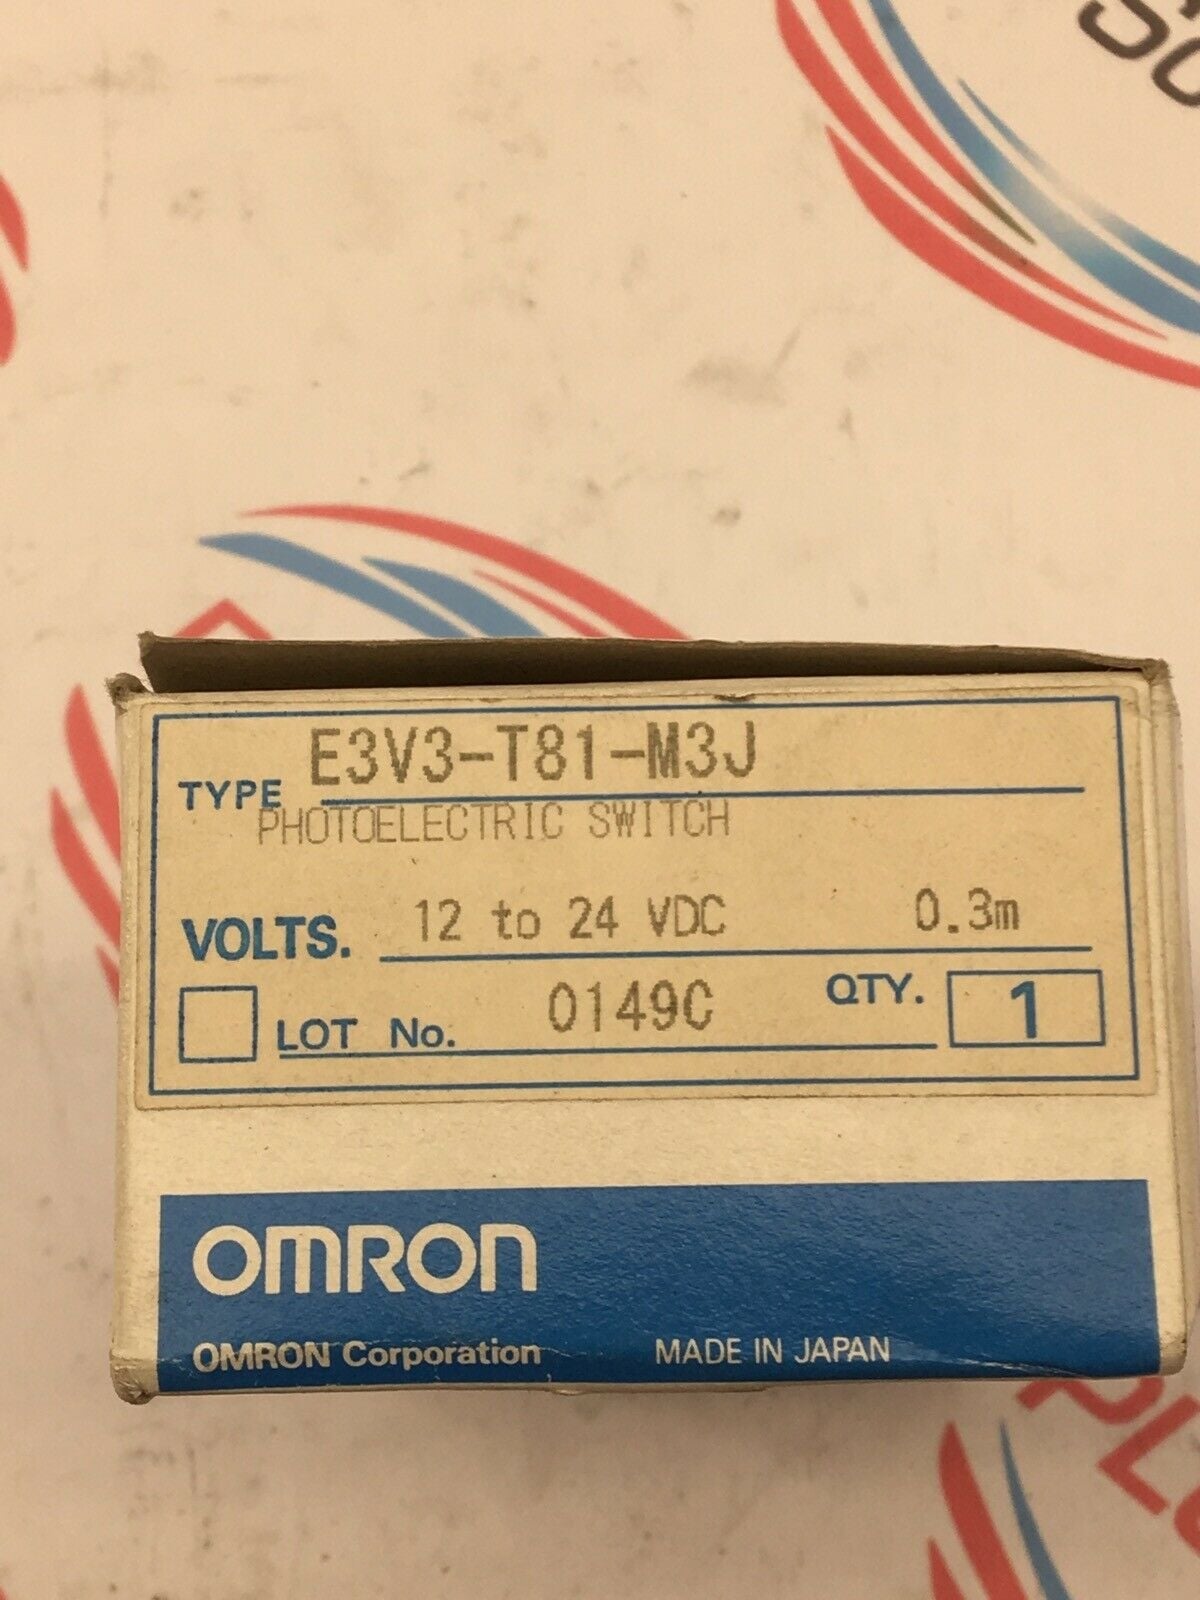 E3V3-T81-M3J
TYPE
PHOTOELECTRIC SWITCH
VOLTS. 12 to 24 VDC 0.3m
LOT No. 0149C QTY. 1
OMRON
OMRON Corporation MADE IN JAPAN